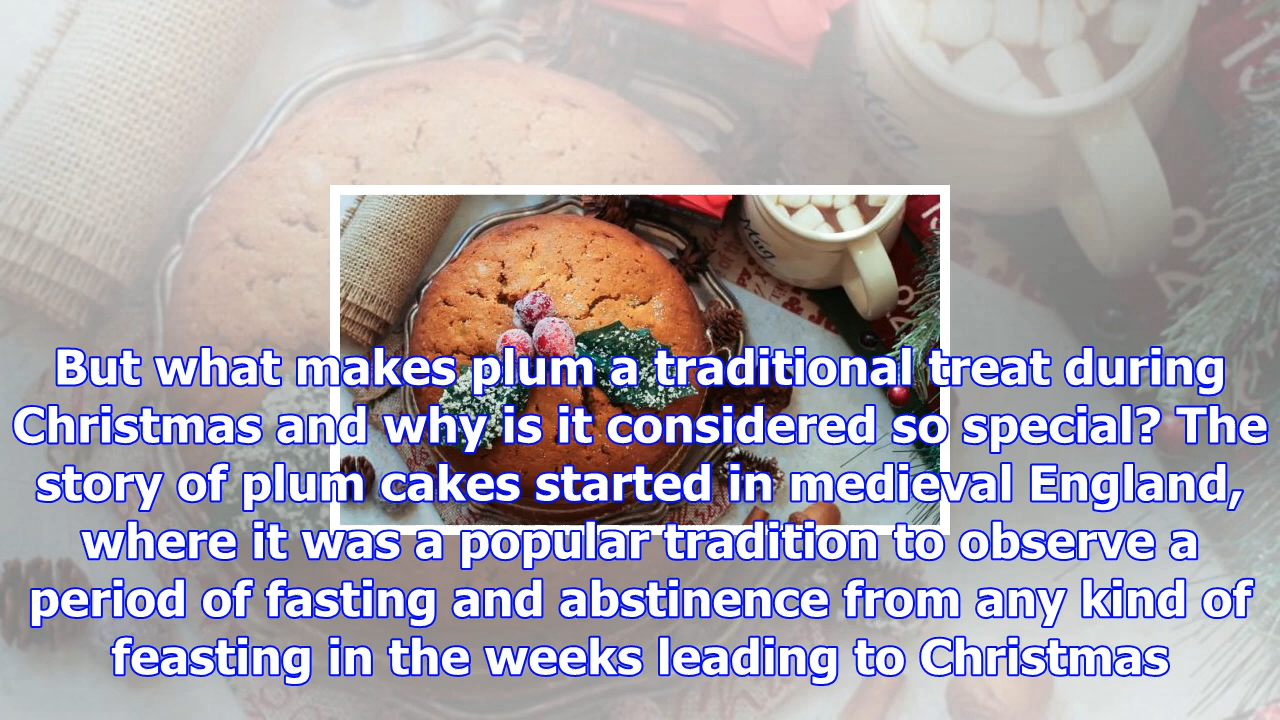 Mug
But what makes plum a traditional treat during
Christmas and why is it considered so special? The
story of plum cakes started in medieval England,
where it was a popular tradition to observe a
period of fasting and abstinence from any kind of
feasting in the weeks leading to Christmas